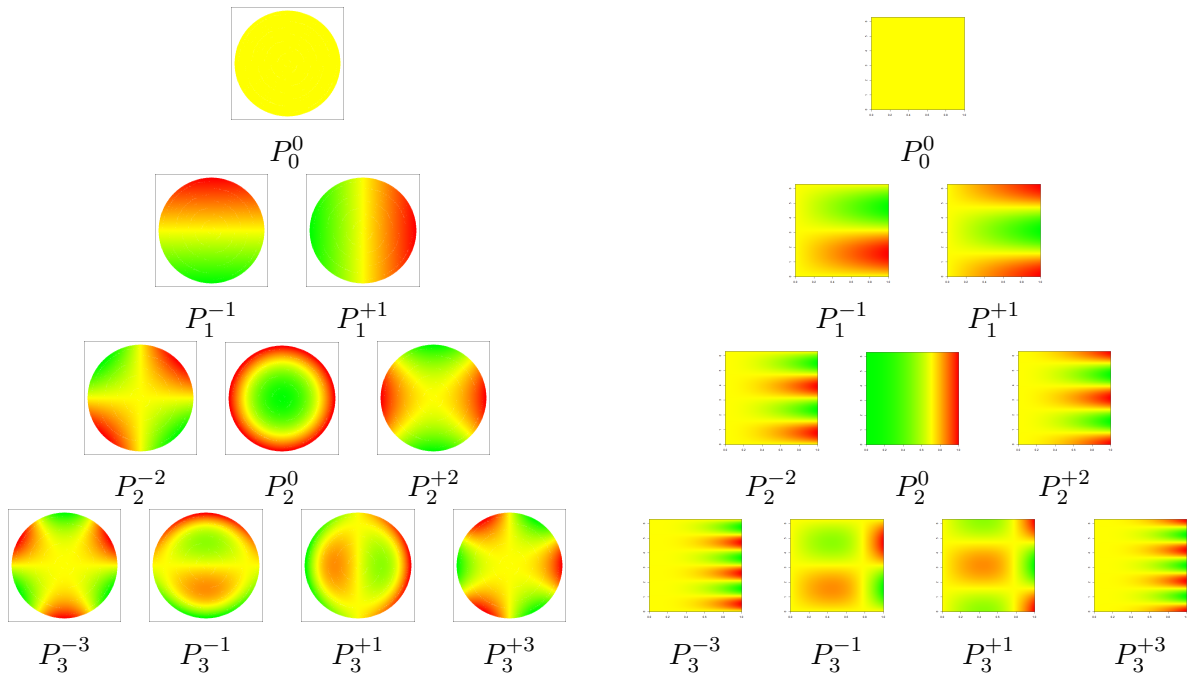 P_0^0 P_0^0
P_1^{-1} P_1^{+1} P_1^{-1} P_1^{+1}
P_2^{-2} P_2^0 P_2^{+2} P_2^{-2} P_2^0 P_2^{+2}
P_3^{-3} P_3^{-1} P_3^{+1} P_3^{+3} P_3^{-3} P_3^{-1} P_3^{+1} P_3^{+3}